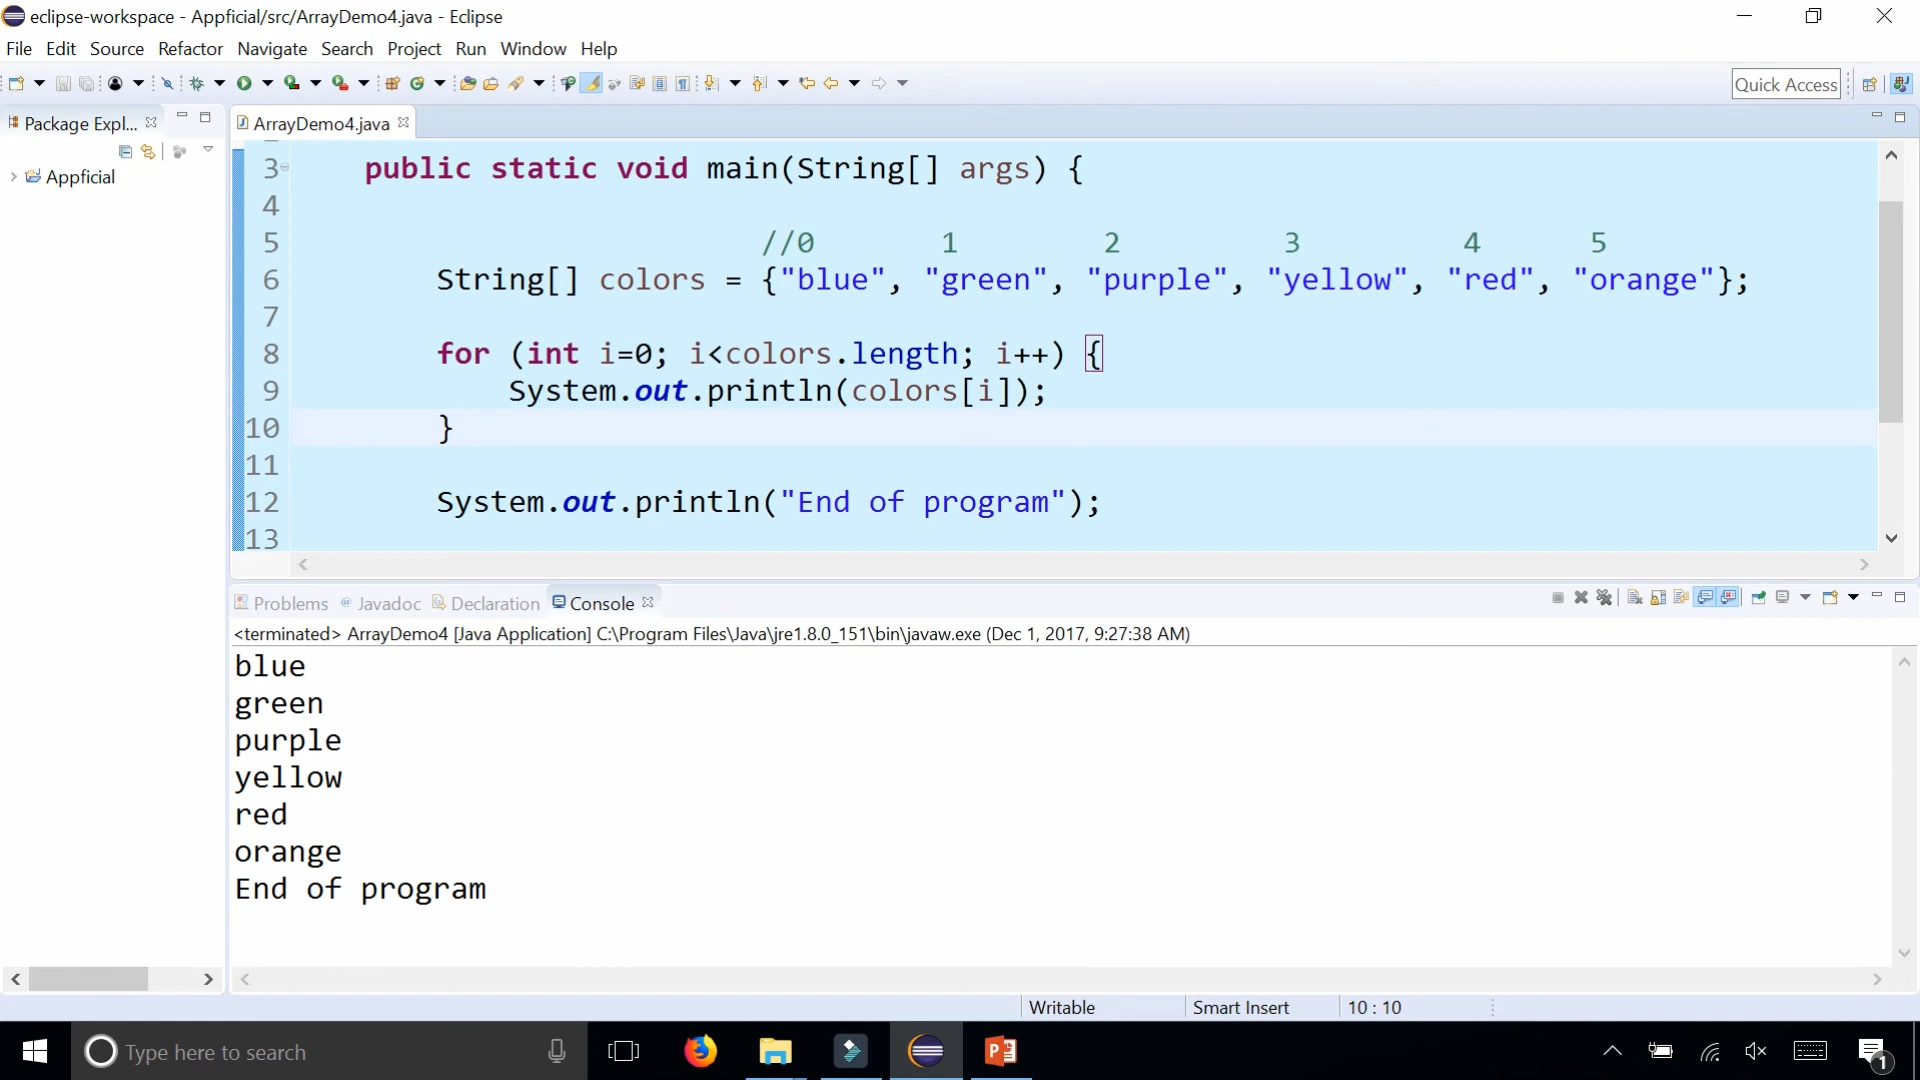 eclipse-workspace - Appficial/src/ArrayDemo4.java - Eclipse
File Edit Source Refactor Navigate Search Project Run Window Help
Quick Access
Package Expl...
Appficial
ArrayDemo4.java
3 public static void main(String[] args) {
4
5 //0 1 2 3 4 5
6 String[] colors = {"blue", "green", "purple", "yellow", "red", "orange"};
7
8 for (int i=0; i<colors.length; i++) {
9 System.out.println(colors[i]);
10 }
11
12 System.out.println("End of program");
13
Problems Javadoc Declaration Console
<terminated> ArrayDemo4 [Java Application] C:\Program Files\Java\jre1.8.0_151\bin\javaw.exe (Dec 1, 2017, 9:27:38 AM)
blue
green
purple
yellow
red
orange
End of program
Writable Smart Insert 10 : 10
Type here to search
1